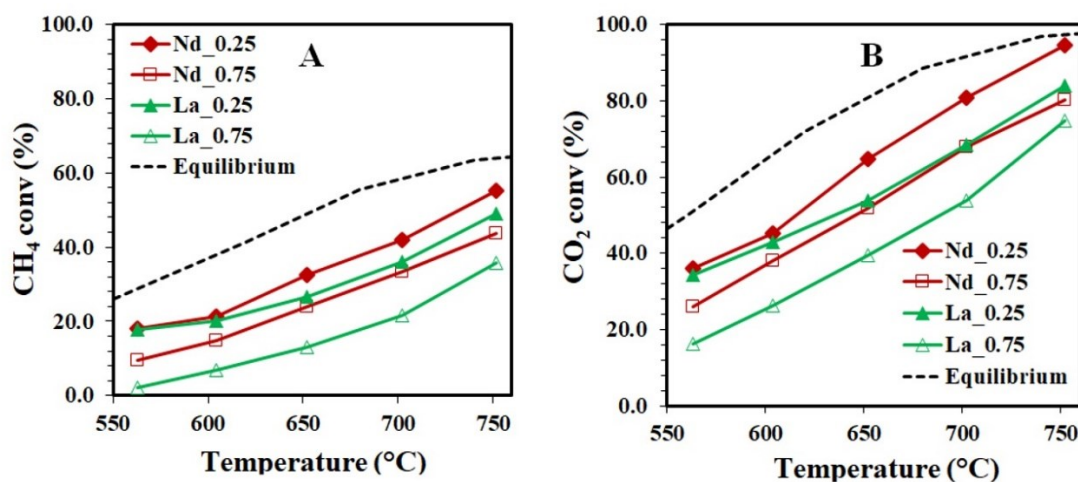 100.0
80.0
60.0
40.0
20.0
0.0
CH₄ conv (%)
Nd_0.25
Nd_0.75
La_0.25
La_0.75
Equilibrium
A
550 600 650 700 750
Temperature (°C)
100.0
80.0
60.0
40.0
20.0
0.0
CO₂ conv (%)
B
Nd_0.25
Nd_0.75
La_0.25
La_0.75
Equilibrium
550 600 650 700 750
Temperature (°C)